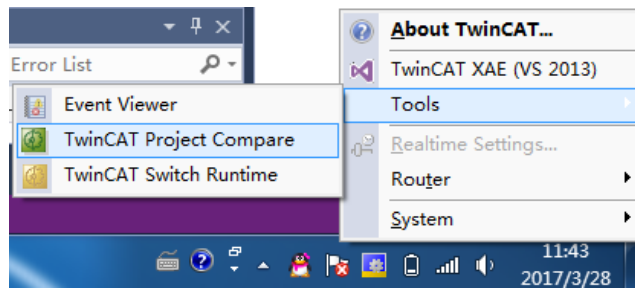 Error List
Event Viewer
TwinCAT Project Compare
TwinCAT Switch Runtime
About TwinCAT...
TwinCAT XAE (VS 2013)
Tools
Realtime Settings...
Router
System
11:43
2017/3/28